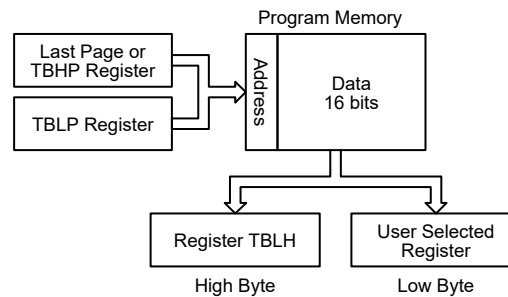 Program Memory
Last Page or
TBHP Register
TBLP Register
Address
Data
16 bits
Register TBLH
User Selected
Register
High Byte
Low Byte